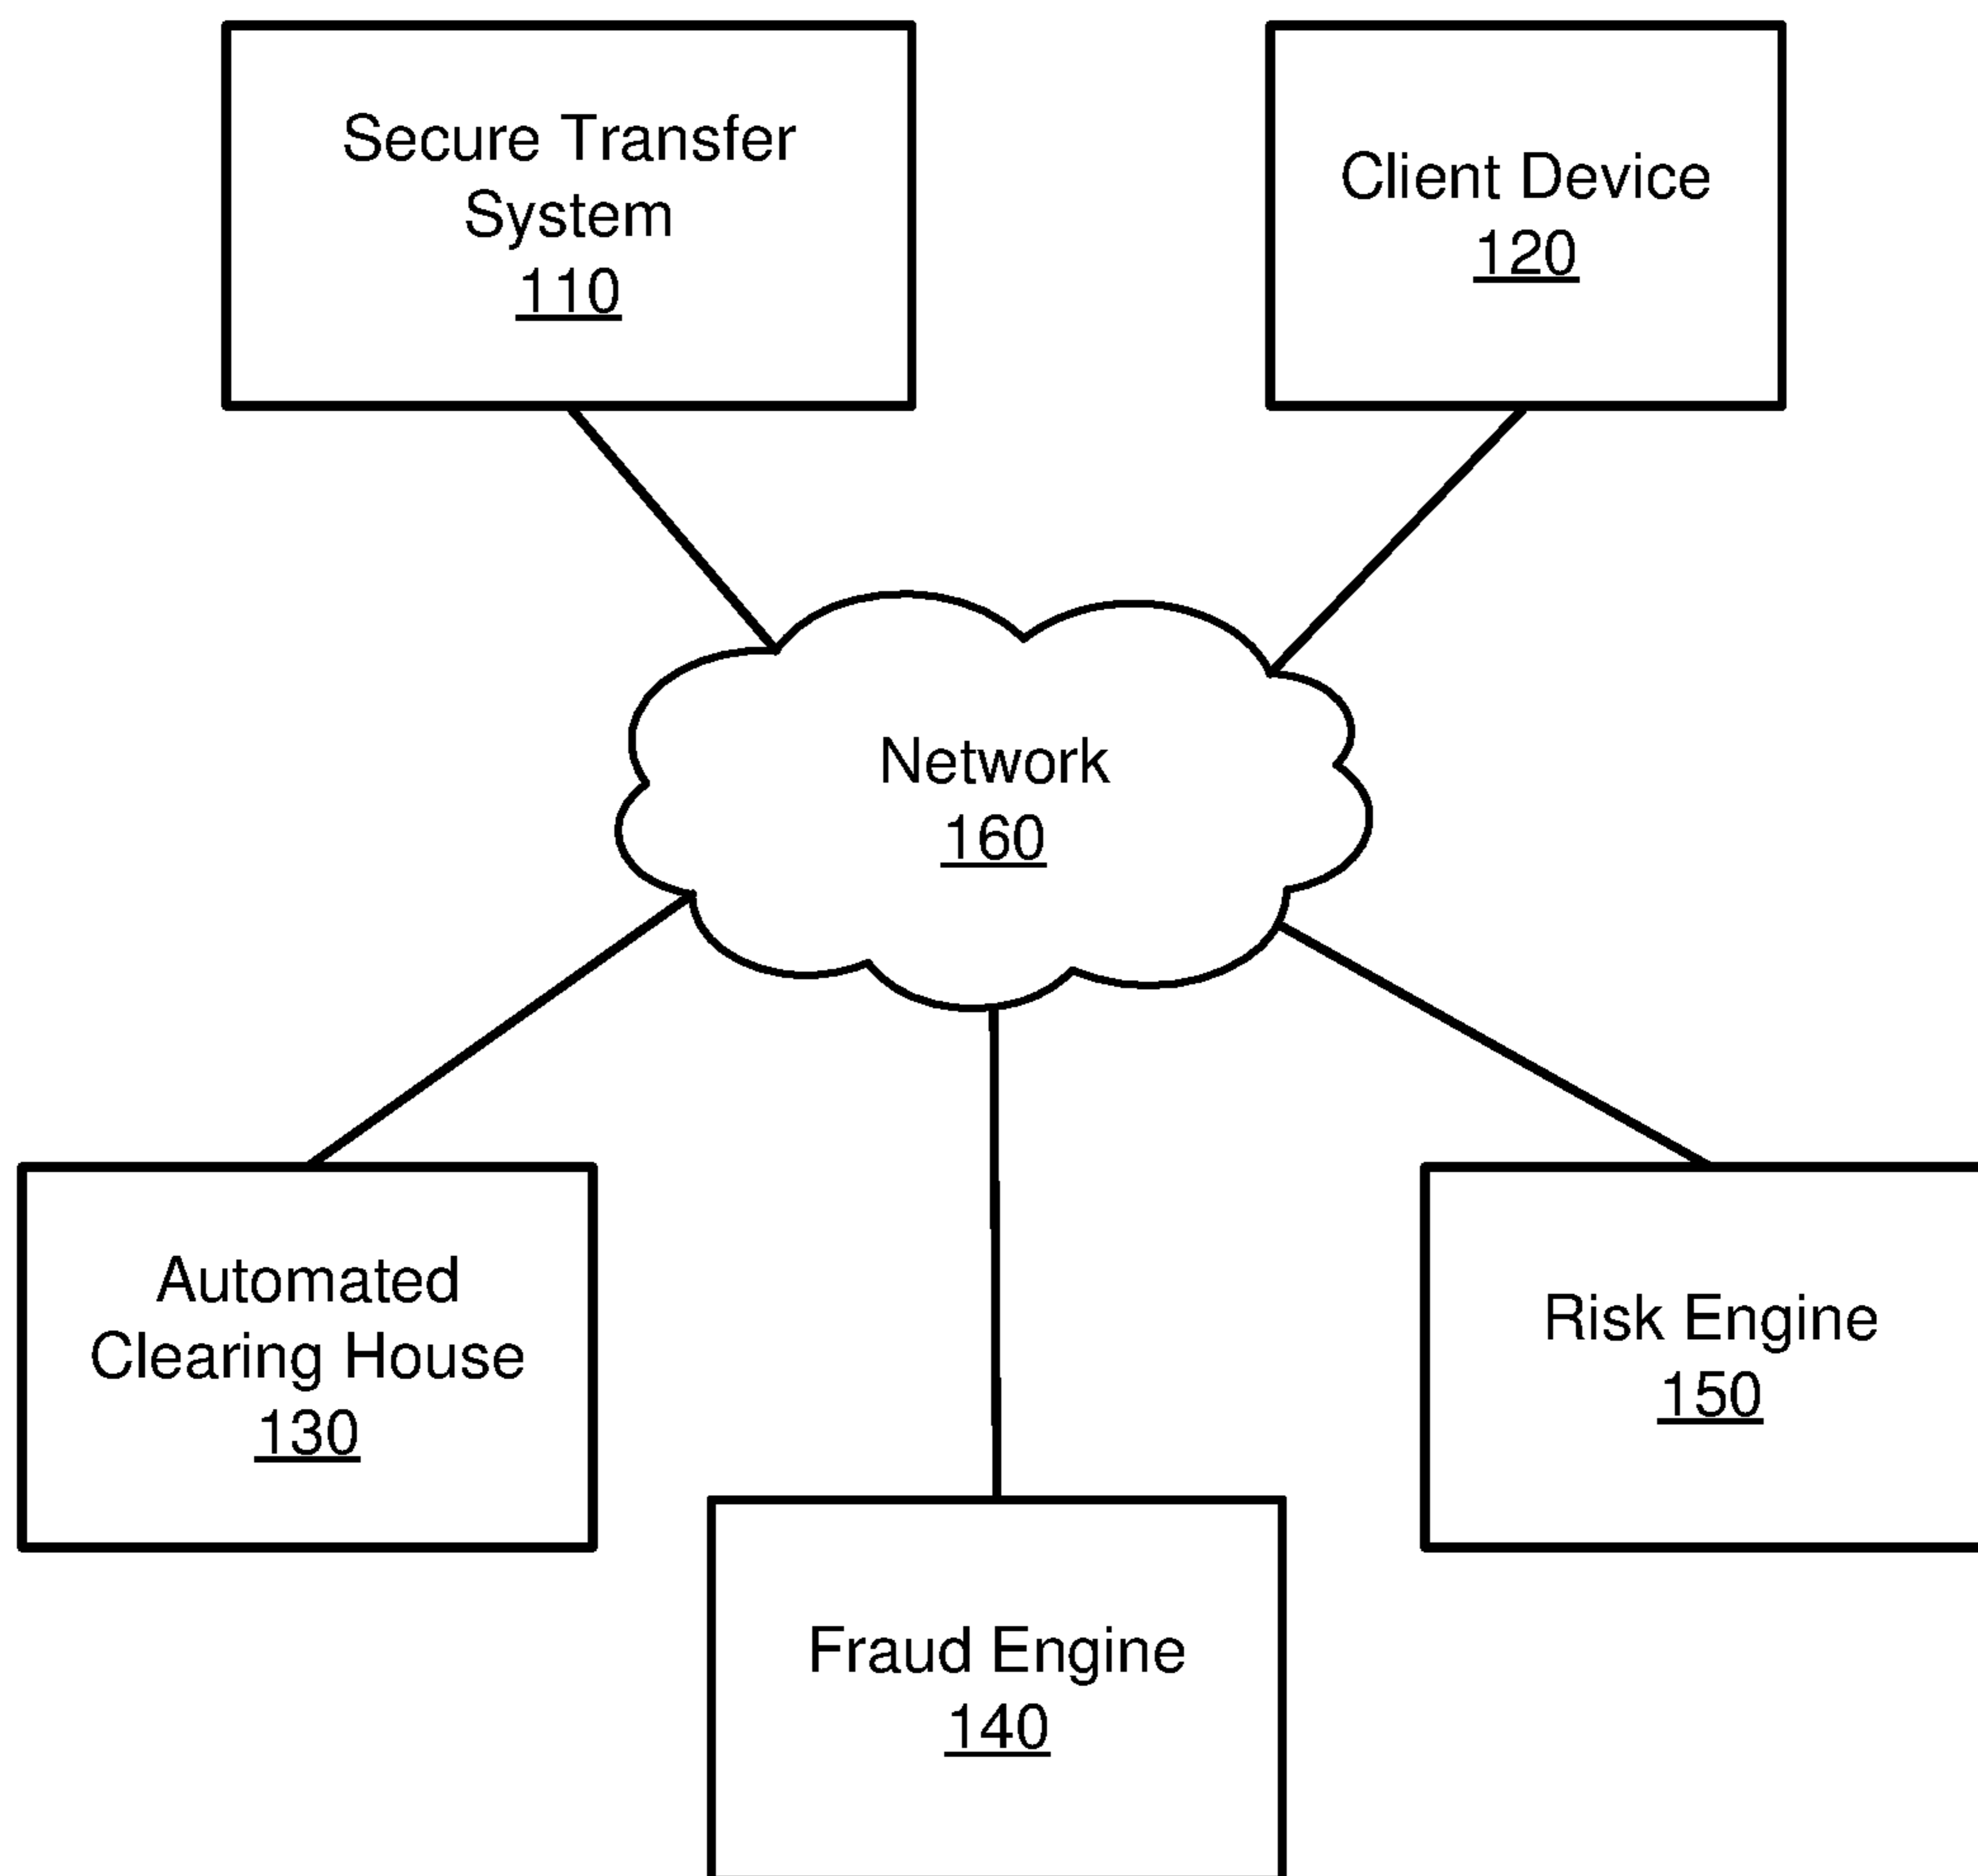 Secure Transfer
System
110
Client Device
120
Network
160
Automated
Clearing House
130
Risk Engine
150
Fraud Engine
140